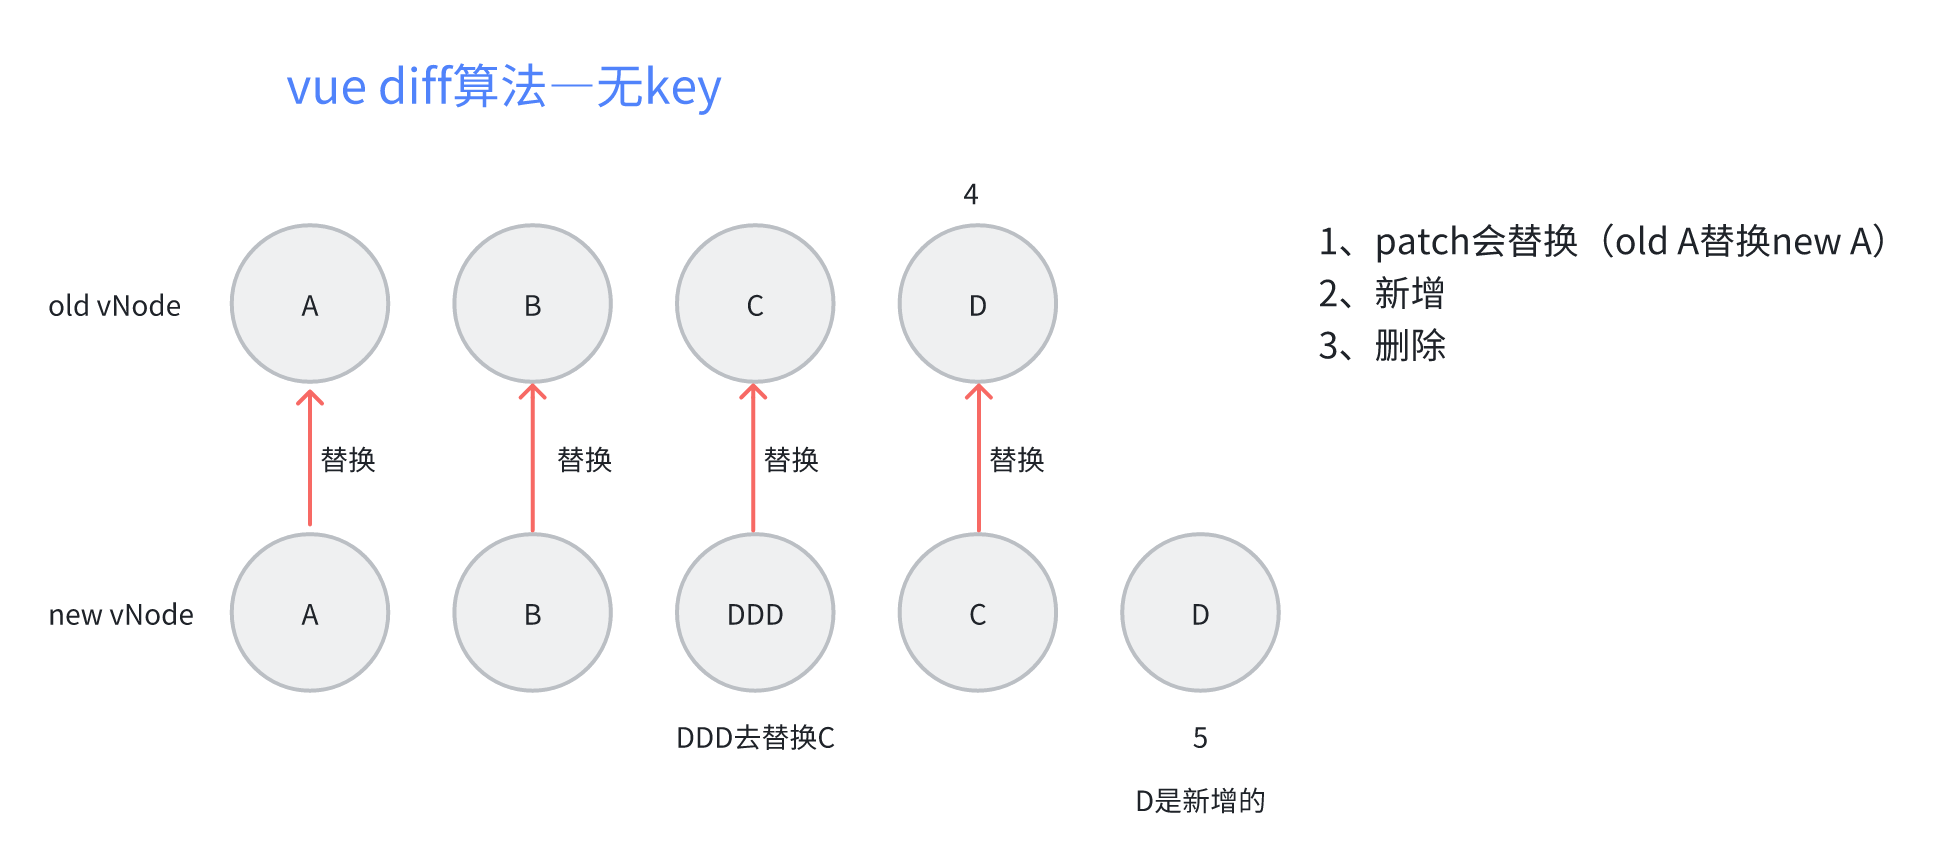 vue diff算法—无key
4
1、patch会替换（old A替换new A）
2、新增
3、删除
old vNode
A
B
C
D
替换
替换
替换
替换
new vNode
A
B
DDD
C
D
DDD去替换C
5
D是新增的